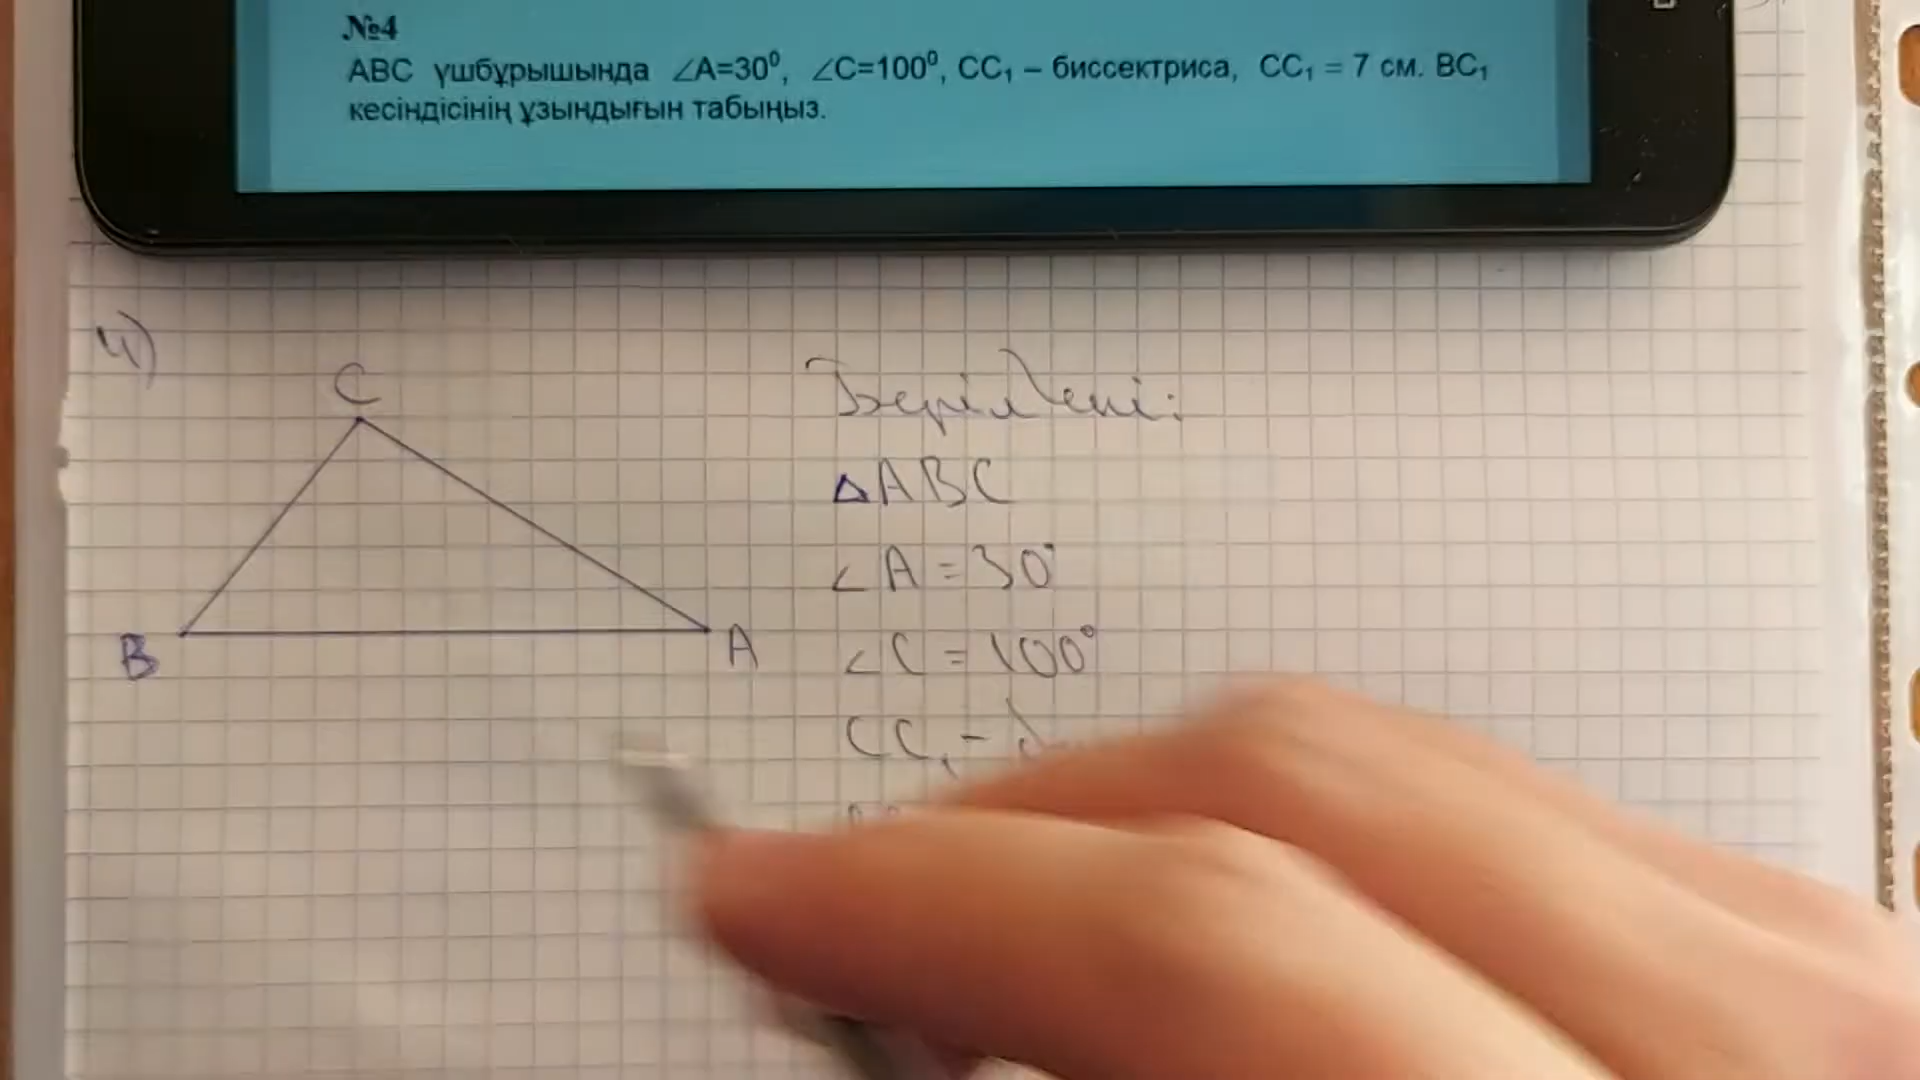 №4
ABC үшбұрышында ∠A=30⁰, ∠C=100⁰, CC₁ – биссектриса, CC₁ = 7 см. BC₁
кесіндісінің ұзындығын табыңыз.
4)
C
B
A
Берілгені:
△ABC
∠A=30°
∠C=100°
CC₁-